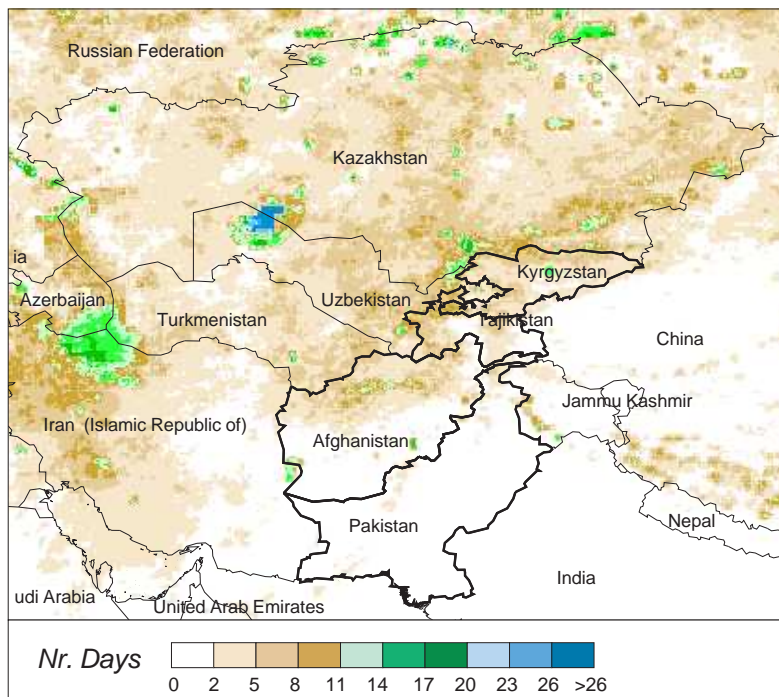 Russian Federation
Kazakhstan
ia
Kyrgyzstan
Azerbaijan
Uzbekistan
Turkmenistan
Tajikistan
China
Jammu Kashmir
Iran (Islamic Republic of)
Afghanistan
Pakistan
Nepal
India
udi Arabia
United Arab Emirates
Nr. Days
0 2 5 8 11 14 17 20 23 26 >26